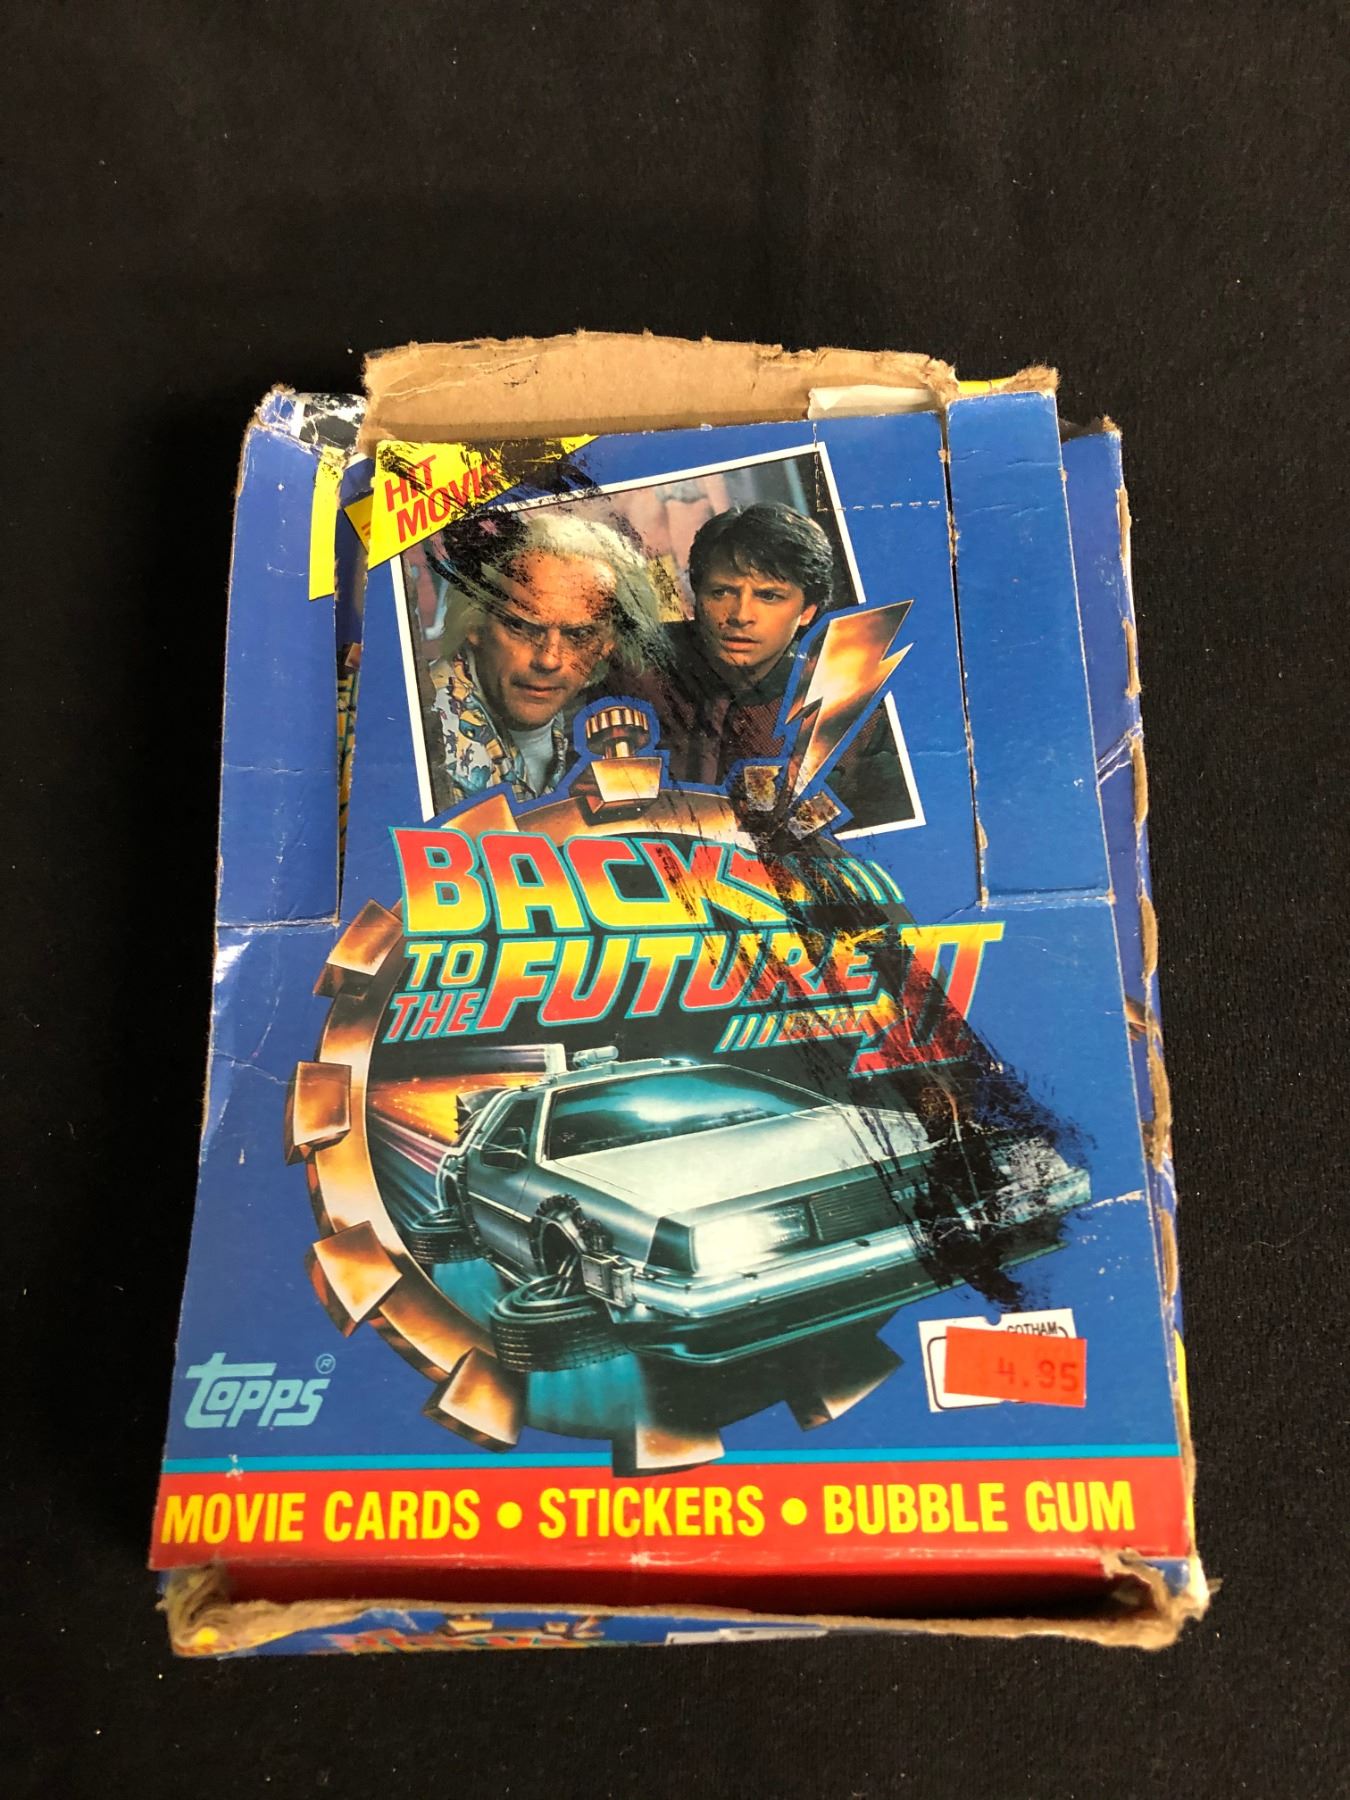 HIT
MOVIE
BACK
TO
THE FUTURE II
topps®
GOTHAM
4.95
MOVIE CARDS • STICKERS • BUBBLE GUM